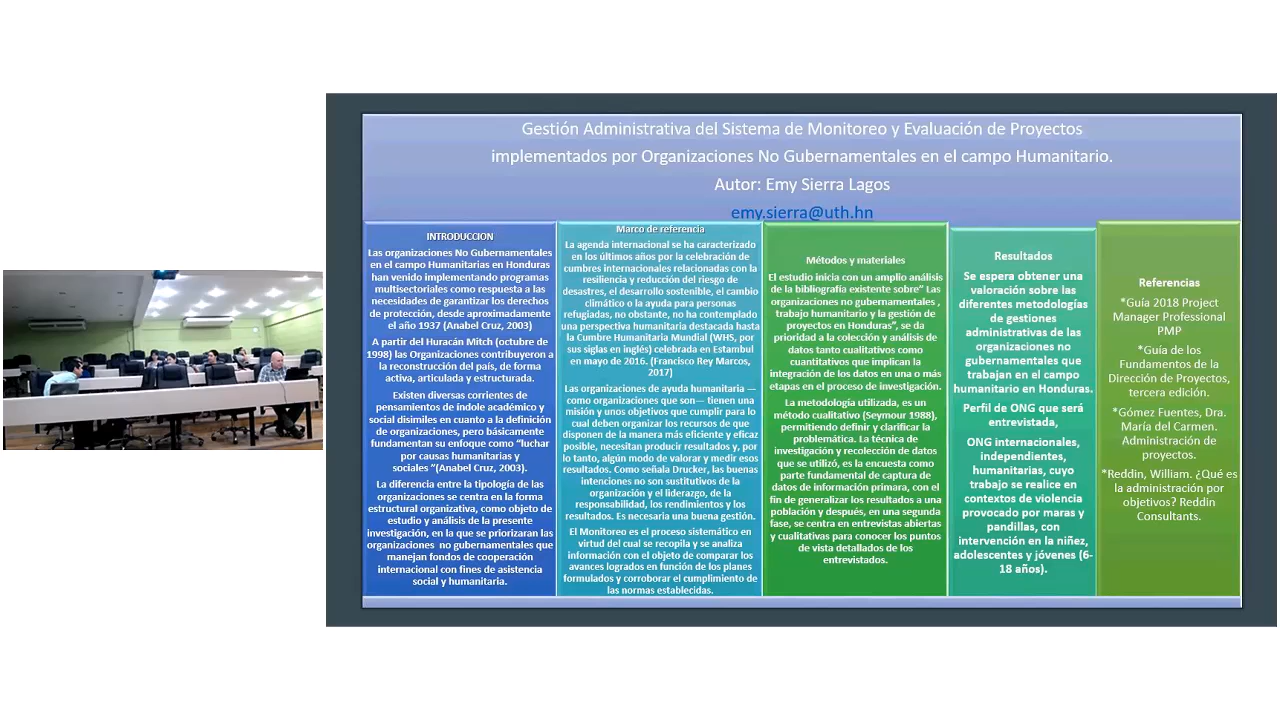 Gestión Administrativa del Sistema de Monitoreo y Evaluación de Proyectos
implementados por Organizaciones No Gubernamentales en el campo Humanitario.
Autor: Emy Sierra Lagos
emy.sierra@uth.hn
INTRODUCCION
Las organizaciones No Gubernamentales
en el campo Humanitarias en Honduras
han venido implementando programas
multisectoriales como respuesta a las
necesidades de garantizar los derechos
de protección, desde aproximadamente
el año 1937 (Anabel Cruz, 2003)
A partir del Huracán Mitch (octubre de
1998) las Organizaciones Contribuyeron a
la reconstrucción del país, de forma
activa, articulada y estructurada.
Existen diversas corrientes de
pensamientos de índole académico y
social disimiles en cuanto a la definición
de organizaciones, pero básicamente
fundamentan su enfoque como “luchar
por causas humanitarias y
sociales “(Anabel Cruz, 2003).
La diferencia entre la tipología de las
organizaciones se centra en la forma
estructural organizativa, como objeto de
estudio y análisis de la presente
investigación, en la que se priorizaran las
organizaciones no gubernamentales que
manejan fondos de cooperación
internacional con fines de asistencia
social y humanitaria.
Marco de referencia
La agenda internacional se ha caracterizado
en los últimos años por la celebración de
cumbres internacionales relacionadas con la
resiliencia y reducción del riesgo de
desastres, el desarrollo sostenible, el cambio
climático o la ayuda para personas
refugiadas, no obstante, no ha contemplado
una perspectiva humanitaria destacada hasta
la Cumbre Humanitaria Mundial (WHS, por
sus siglas en inglés) celebrada en Estambul
en mayo de 2016. (Francisco Rey Marcos,
2017)
Las organizaciones de ayuda humanitaria —
como organizaciones que son— tienen una
misión y unos objetivos que cumplir para lo
cual deben organizar los recursos de que
disponen de la manera más eficiente y eficaz
posible, necesitan producir resultados y, por
lo tanto, algún modo de valorar y medir esos
resultados. Como señala Drucker, las buenas
intenciones no son sustitutivos de la
organización y el liderazgo, de la
responsabilidad, los rendimientos y los
resultados. Es necesaria una buena gestión.
El Monitoreo es el proceso sistemático en
virtud del cual se recopila y se analiza
información con el objeto de comparar los
avances logrados en función de los planes
formulados y corroborar el cumplimiento de
las normas establecidas.
Métodos y materiales
El estudio inicia con un amplio análisis
de la bibliografía existente sobre” Las
organizaciones no gubernamentales ,
trabajo humanitario y la gestión de
proyectos en Honduras”, se da
prioridad a la colección y análisis de
datos tanto cualitativos como
cuantitativos que implican la
integración de los datos en una o más
etapas en el proceso de investigación.
La metodología utilizada, es un
método cualitativo (Seymour 1988),
permitiendo definir y clarificar la
problemática. La técnica de
investigación y recolección de datos
que se utilizó, es la encuesta como
parte fundamental de captura de
datos de información primaria, con el
fin de generalizar los resultados a una
población y después, en una segunda
fase, se centra en entrevistas abiertas
y cualitativas para conocer los puntos
de vista detallados de los
entrevistados.
Resultados
Se espera obtener una
valoración sobre las
diferentes metodologías
de gestiones
administrativas de las
organizaciones no
gubernamentales que
trabajan en el campo
humanitario en Honduras.
Perfil de ONG que será
entrevistada,
ONG internacionales,
independientes,
humanitarias, cuyo
trabajo se realice en
contextos de violencia
provocado por maras y
pandillas, con
intervención en la niñez,
adolescentes y jóvenes (6-
18 años).
Referencias
*Guía 2018 Project
Manager Professional
PMP
*Guía de los
Fundamentos de la
Dirección de Proyectos,
tercera edición.
*Gómez Fuentes, Dra.
María del Carmen.
Administración de
proyectos.
*Reddin, William. ¿Qué es
la administración por
objetivos? Reddin
Consultants.